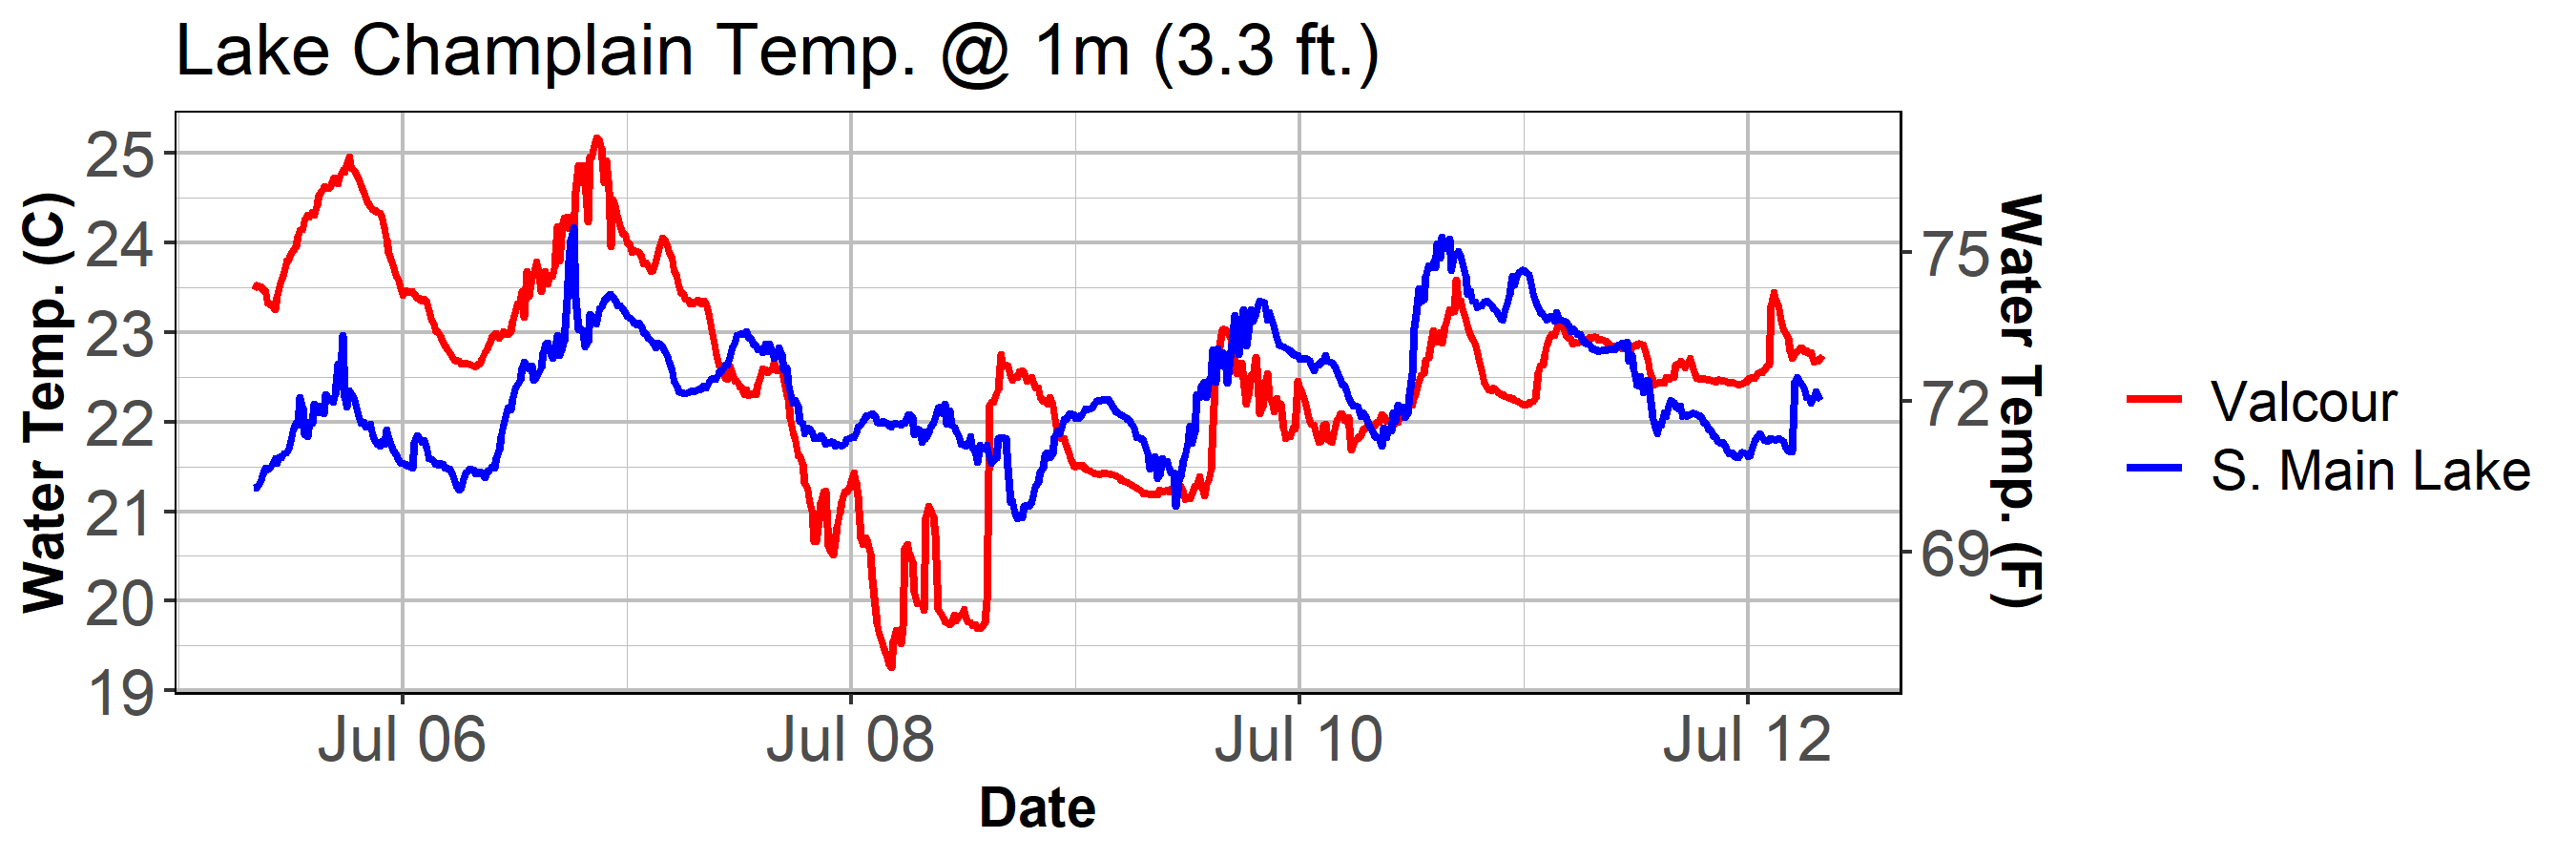 Lake Champlain Temp. @ 1m (3.3 ft.)
Water Temp. (C)
25
24
23
22
21
20
19
75
72
69
Water Temp. (F)
Jul 06
Jul 08
Jul 10
Jul 12
Date
Valcour
S. Main Lake